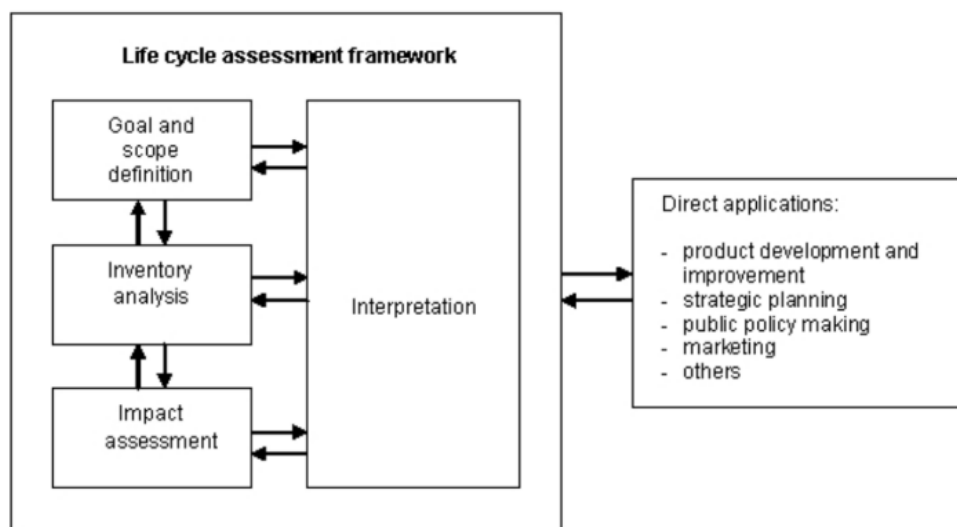 Life cycle assessment framework
Goal and
scope
definition
Inventory
analysis
Impact
assessment
Interpretation
Direct applications:
- product development and
improvement
- strategic planning
- public policy making
- marketing
- others